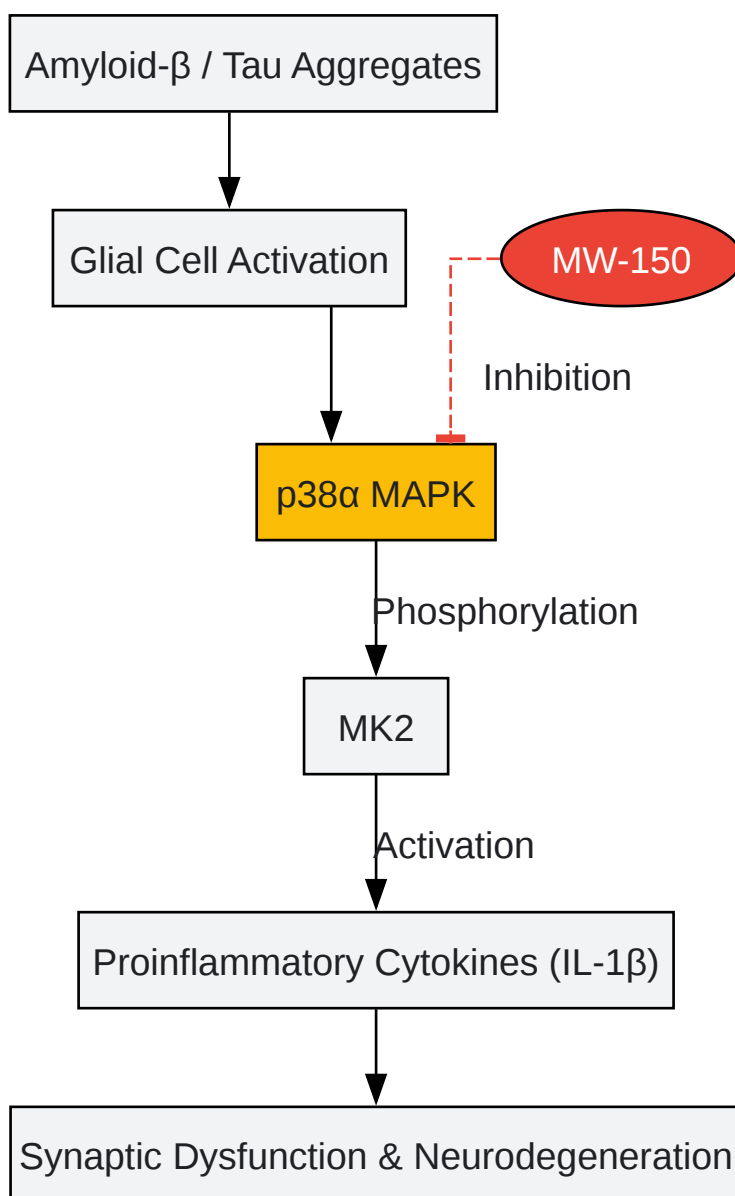 Amyloid-β / Tau Aggregates
Glial Cell Activation
MW-150
Inhibition
p38α MAPK
Phosphorylation
MK2
Activation
Proinflammatory Cytokines (IL-1β)
Synaptic Dysfunction & Neurodegeneration